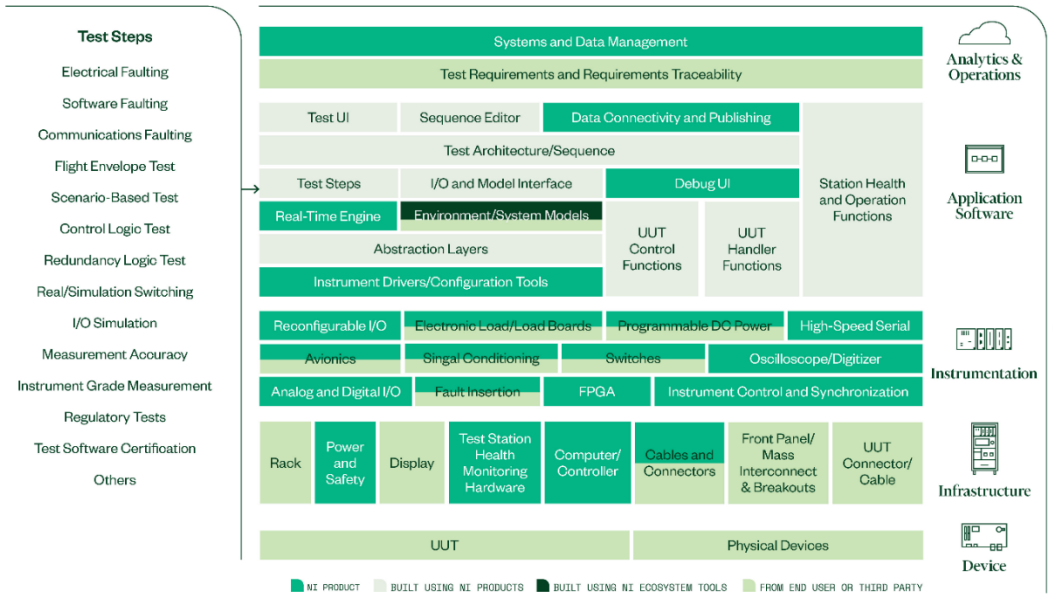 Test Steps
Electrical Faulting
Software Faulting
Communications Faulting
Flight Envelope Test
Scenario-Based Test
Control Logic Test
Redundancy Logic Test
Real/Simulation Switching
I/O Simulation
Measurement Accuracy
Instrument Grade Measurement
Regulatory Tests
Test Software Certification
Others
Systems and Data Management
Test Requirements and Requirements Traceability
Analytics &
Operations
Test UI
Sequence Editor
Data Connectivity and Publishing
Test Architecture/Sequence
Test Steps
I/O and Model Interface
Debug UI
Real-Time Engine
Environment/System Models
Abstraction Layers
Instrument Drivers/Configuration Tools
UUT
Control
Functions
UUT
Handler
Functions
Station Health
and Operation
Functions
Application
Software
Reconfigurable I/O
Electronic Load/Load Boards
Programmable DC Power
High-Speed Serial
Avionics
Singal Conditioning
Switches
Oscilloscope/Digitizer
Analog and Digital I/O
Fault Insertion
FPGA
Instrument Control and Synchronization
Instrumentation
Rack
Power
and
Safety
Display
Test Station
Health
Monitoring
Hardware
Computer/
Controller
Cables and
Connectors
Front Panel/
Mass
Interconnect
& Breakouts
UUT
Connector/
Cable
Infrastructure
UUT
Physical Devices
Device
NI PRODUCT
BUILT USING NI PRODUCTS
BUILT USING NI ECOSYSTEM TOOLS
FROM END USER OR THIRD PARTY